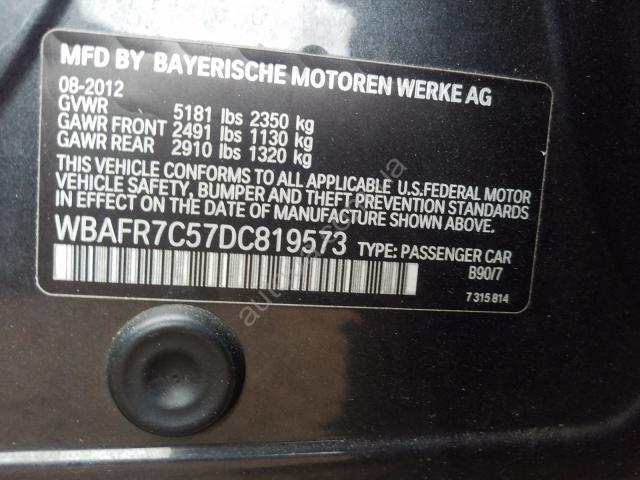 MFD BY BAYERISCHE MOTOREN WERKE AG
08-2012
GVWR 5181 lbs 2350 kg
GAWR FRONT 2491 lbs 1130 kg
GAWR REAR 2910 lbs 1320 kg
THIS VEHICLE CONFORMS TO ALL APPLICABLE U.S.FEDERAL MOTOR
VEHICLE SAFETY, BUMPER AND THEFT PREVENTION STANDARDS
IN EFFECT ON THE DATE OF MANUFACTURE SHOWN ABOVE.
WBAFR7C57DC819573 TYPE: PASSENGER CAR
B90/7
7 315 814